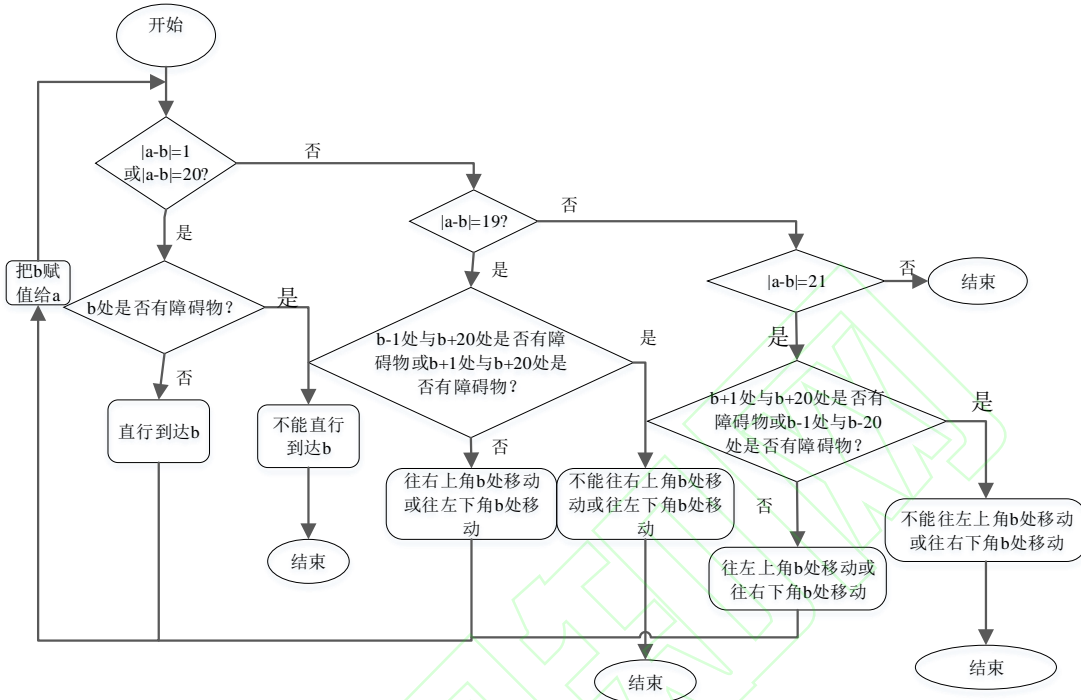 开始
|a-b|=1
或|a-b|=20?
否
|a-b|=19?
否
是
|a-b|=21
否
结束
把b赋
值给a
b处是否有障碍物？
是
是
b-1处与b+20处是否有障
碍物或b+1处与b+20处是
否有障碍物？
是
是
b+1处与b+20处是否有
障碍物或b-1处与b-20
处是否有障碍物？
是
否
直行到达b
不能直行
到达b
否
往右上角b处移动
或往左下角b处移
动
不能往右上角b处移
动或往左下角b处移
动
否
不能往左上角b处移动
或往右下角b处移动
结束
往左上角b处移动或
往右下角b处移动
结束
结束